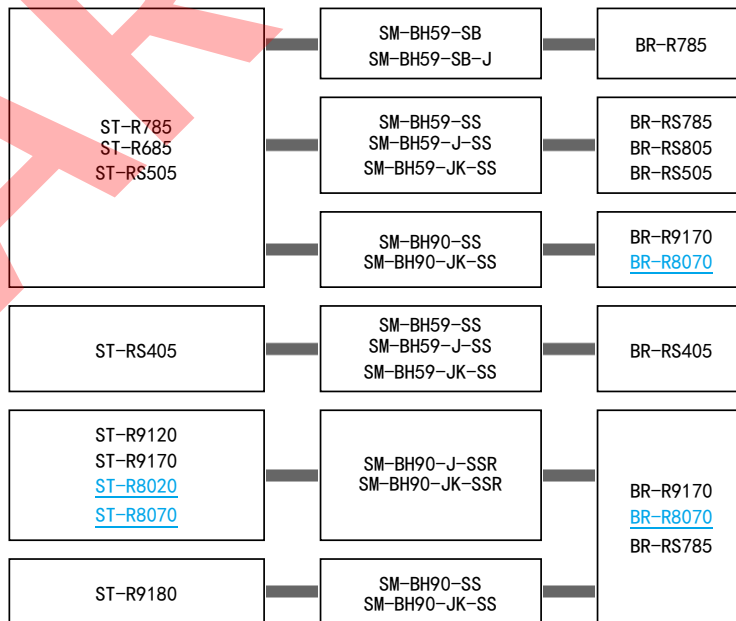 SM-BH59-SB
SM-BH59-SB-J
BR-R785
ST-R785
ST-R685
ST-RS505
SM-BH59-SS
SM-BH59-J-SS
SM-BH59-JK-SS
BR-RS785
BR-RS805
BR-RS505
SM-BH90-SS
SM-BH90-JK-SS
BR-R9170
BR-R8070
ST-RS405
SM-BH59-SS
SM-BH59-J-SS
SM-BH59-JK-SS
BR-RS405
ST-R9120
ST-R9170
ST-R8020
ST-R8070
SM-BH90-J-SSR
SM-BH90-JK-SSR
BR-R9170
BR-R8070
BR-RS785
ST-R9180
SM-BH90-SS
SM-BH90-JK-SS